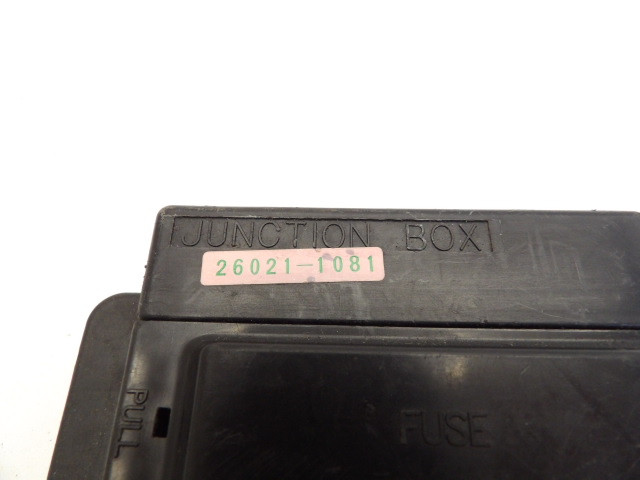 JUNCTION BOX
26021-1081
PULL
FUSE